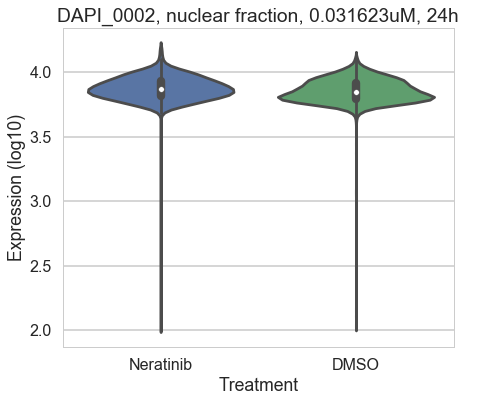 DAPI_0002, nuclear fraction, 0.031623uM, 24h
Expression (log10)
4.0
3.5
3.0
2.5
2.0
Neratinib
DMSO
Treatment